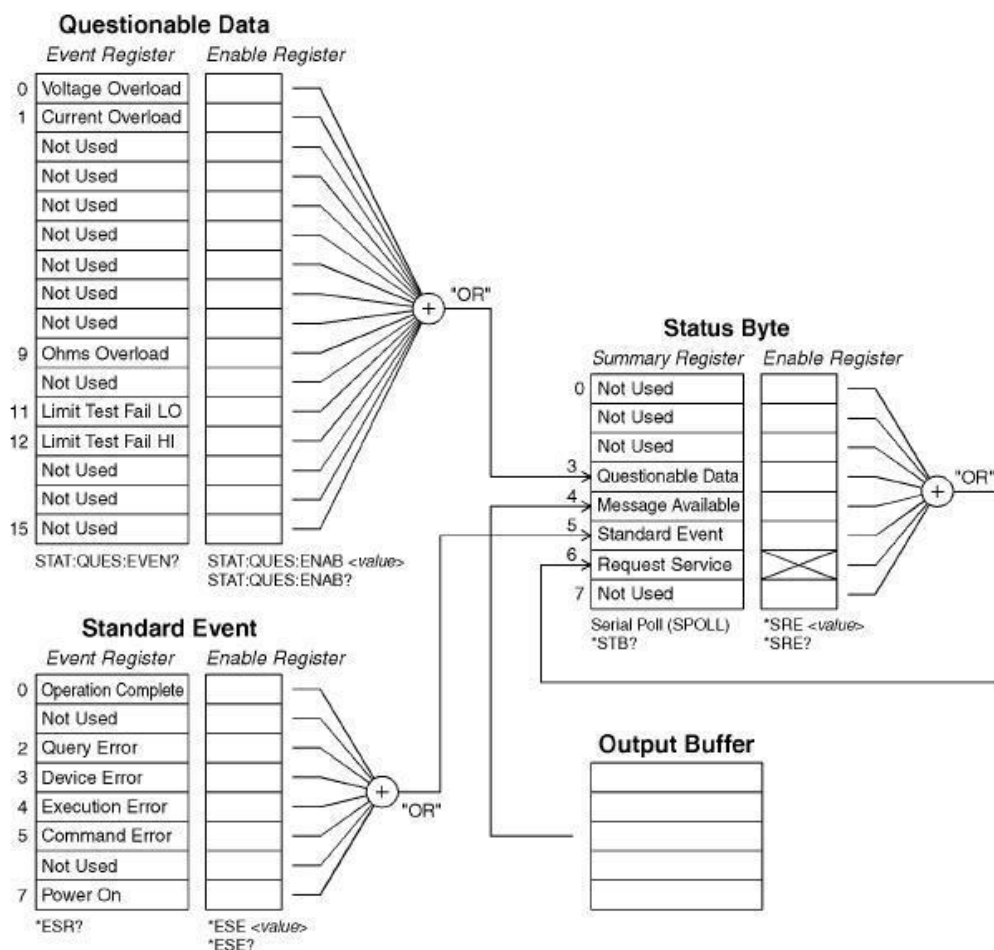 Questionable Data
Event Register Enable Register
0 Voltage Overload
1 Current Overload
Not Used
Not Used
Not Used
Not Used
Not Used
Not Used
Not Used
9 Ohms Overload
Not Used
11 Limit Test Fail LO
12 Limit Test Fail HI
Not Used
Not Used
15 Not Used
STAT:QUES:EVEN? STAT:QUES:ENAB <value>
STAT:QUES:ENAB?
+
"OR"
Standard Event
Event Register Enable Register
0 Operation Complete
Not Used
2 Query Error
3 Device Error
4 Execution Error
5 Command Error
Not Used
7 Power On
*ESR? *ESE <value>
*ESE?
+
"OR"
Status Byte
Summary Register Enable Register
0 Not Used
Not Used
Not Used
3 Questionable Data
4 Message Available
5 Standard Event
6 Request Service
7 Not Used
Serial Poll (SPOLL) *SRE <value>
*STB? *SRE?
+
"OR"
Output Buffer